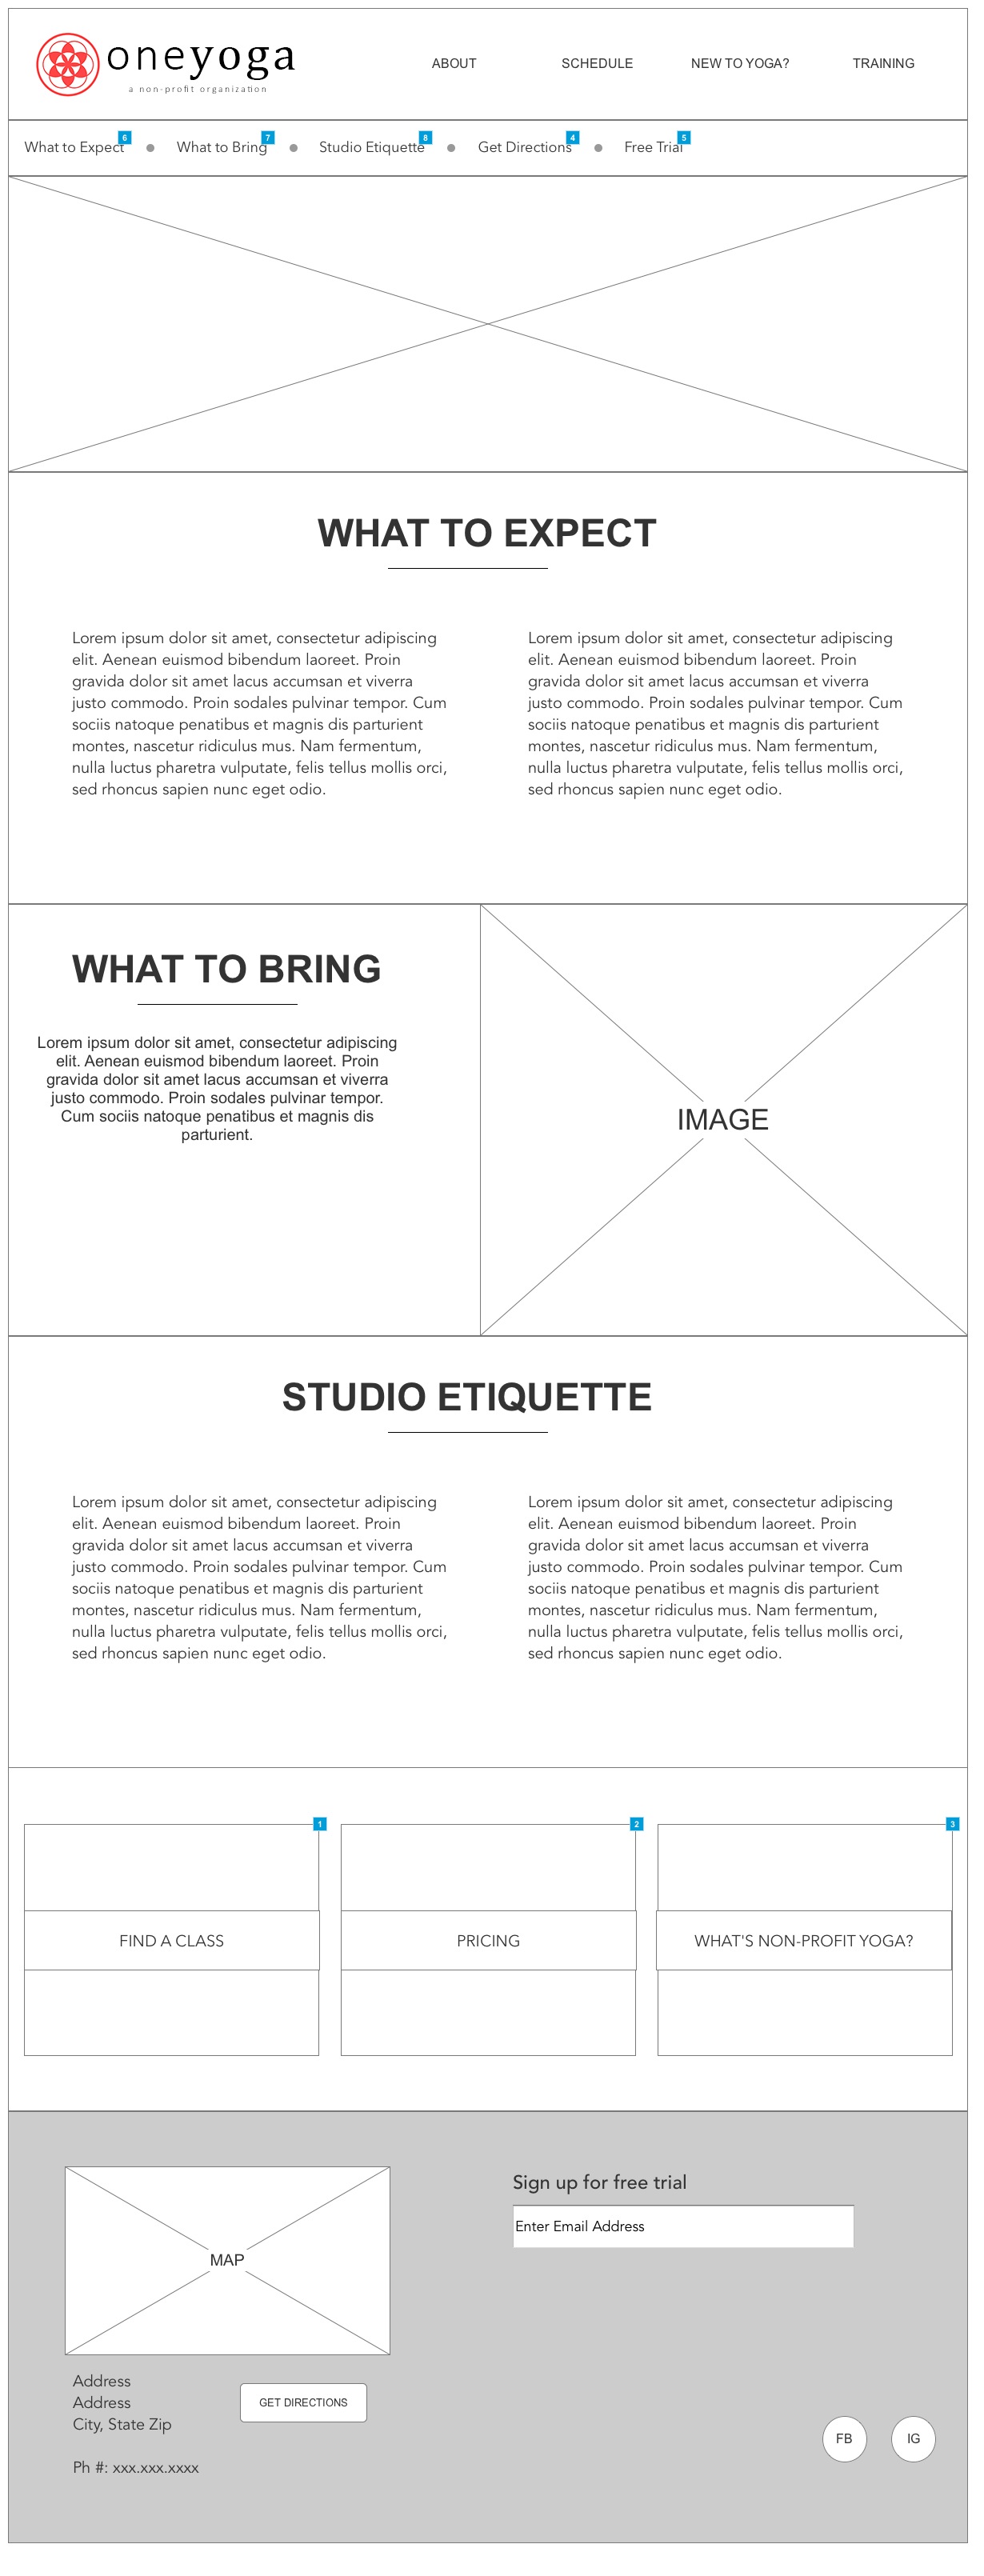 oneyoga
a non-profit organization
ABOUT SCHEDULE NEW TO YOGA? TRAINING
What to Expect 6 What to Bring 7 Studio Etiquette 8 Get Directions 4 Free Trial 5
WHAT TO EXPECT
Lorem ipsum dolor sit amet, consectetur adipiscing
elit. Aenean euismod bibendum laoreet. Proin
gravida dolor sit amet lacus accumsan et viverra
justo commodo. Proin sodales pulvinar tempor. Cum
sociis natoque penatibus et magnis dis parturient
montes, nascetur ridiculus mus. Nam fermentum,
nulla luctus pharetra vulputate, felis tellus mollis orci,
sed rhoncus sapien nunc eget odio.
Lorem ipsum dolor sit amet, consectetur adipiscing
elit. Aenean euismod bibendum laoreet. Proin
gravida dolor sit amet lacus accumsan et viverra
justo commodo. Proin sodales pulvinar tempor. Cum
sociis natoque penatibus et magnis dis parturient
montes, nascetur ridiculus mus. Nam fermentum,
nulla luctus pharetra vulputate, felis tellus mollis orci,
sed rhoncus sapien nunc eget odio.
WHAT TO BRING
Lorem ipsum dolor sit amet, consectetur adipiscing
elit. Aenean euismod bibendum laoreet. Proin
gravida dolor sit amet lacus accumsan et viverra
justo commodo. Proin sodales pulvinar tempor.
Cum sociis natoque penatibus et magnis dis
parturient.
IMAGE
STUDIO ETIQUETTE
Lorem ipsum dolor sit amet, consectetur adipiscing
elit. Aenean euismod bibendum laoreet. Proin
gravida dolor sit amet lacus accumsan et viverra
justo commodo. Proin sodales pulvinar tempor. Cum
sociis natoque penatibus et magnis dis parturient
montes, nascetur ridiculus mus. Nam fermentum,
nulla luctus pharetra vulputate, felis tellus mollis orci,
sed rhoncus sapien nunc eget odio.
Lorem ipsum dolor sit amet, consectetur adipiscing
elit. Aenean euismod bibendum laoreet. Proin
gravida dolor sit amet lacus accumsan et viverra
justo commodo. Proin sodales pulvinar tempor. Cum
sociis natoque penatibus et magnis dis parturient
montes, nascetur ridiculus mus. Nam fermentum,
nulla luctus pharetra vulputate, felis tellus mollis orci,
sed rhoncus sapien nunc eget odio.
1 2 3
FIND A CLASS PRICING WHAT'S NON-PROFIT YOGA?
MAP
Address
Address
City, State Zip
Ph #: xxx.xxx.xxxx
GET DIRECTIONS
Sign up for free trial
Enter Email Address
FB IG